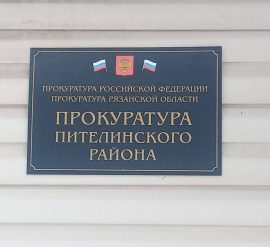 ПРОКУРАТУРА РОССИЙСКОЙ ФЕДЕРАЦИИ
ПРОКУРАТУРА РЯЗАНСКОЙ ОБЛАСТИ
ПРОКУРАТУРА
ПИТЕЛИНСКОГО
РАЙОНА